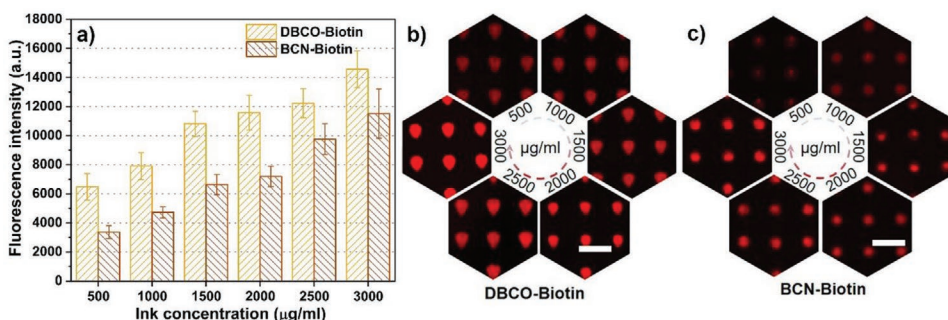 a)
Fluorescence intensity (a.u.)
18000
16000
14000
12000
10000
8000
6000
4000
2000
0
DBCO-Biotin
BCN-Biotin
500 1000 1500 2000 2500 3000
Ink concentration (μg/ml)
b)
500
1000
1500
2000
2500
3000
μg/ml
DBCO-Biotin
c)
500
1000
1500
2000
2500
3000
μg/ml
BCN-Biotin